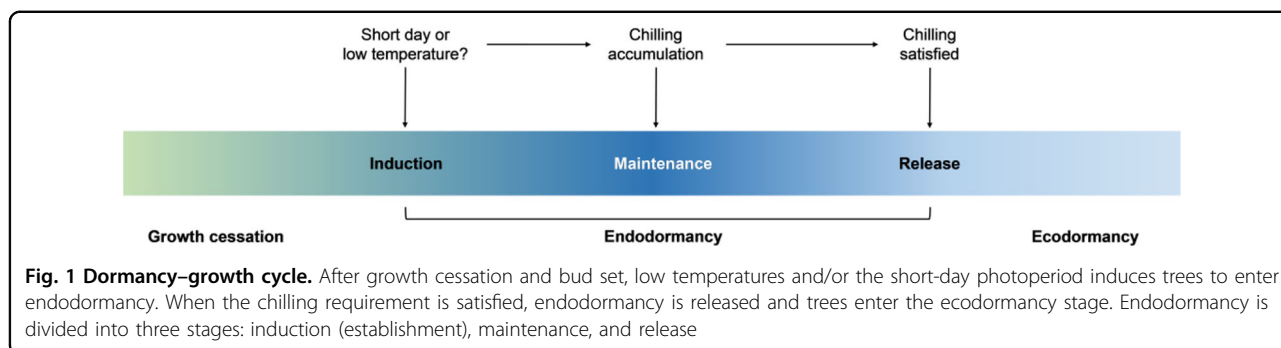 Short day or
low temperature?
Chilling
accumulation
Chilling
satisfied
Induction
Maintenance
Release
Growth cessation
Endodormancy
Ecodormancy
Fig. 1 Dormancy–growth cycle. After growth cessation and bud set, low temperatures and/or the short-day photoperiod induces trees to enter
endodormancy. When the chilling requirement is satisfied, endodormancy is released and trees enter the ecodormancy stage. Endodormancy is
divided into three stages: induction (establishment), maintenance, and release